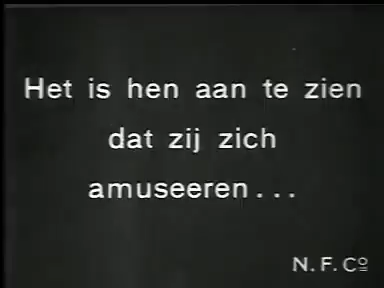 Het is hen aan te zien
dat zij zich
amuseeren...
N.F.Cº